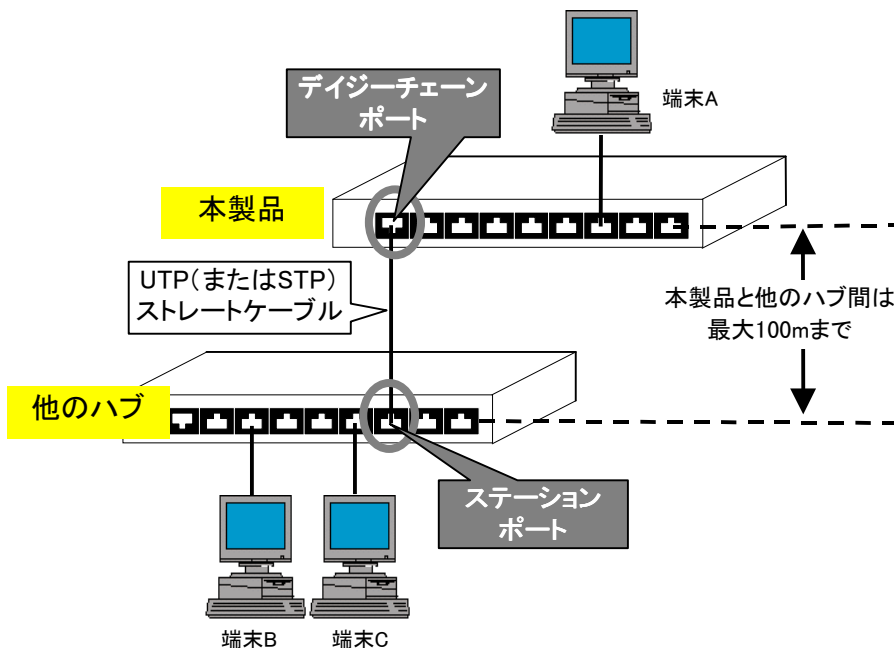 デイジーチェーン
ポート
端末A
本製品
UTP(またはSTP)
ストレートケーブル
本製品と他のハブ間は
最大100mまで
他のハブ
ステーション
ポート
端末B
端末C